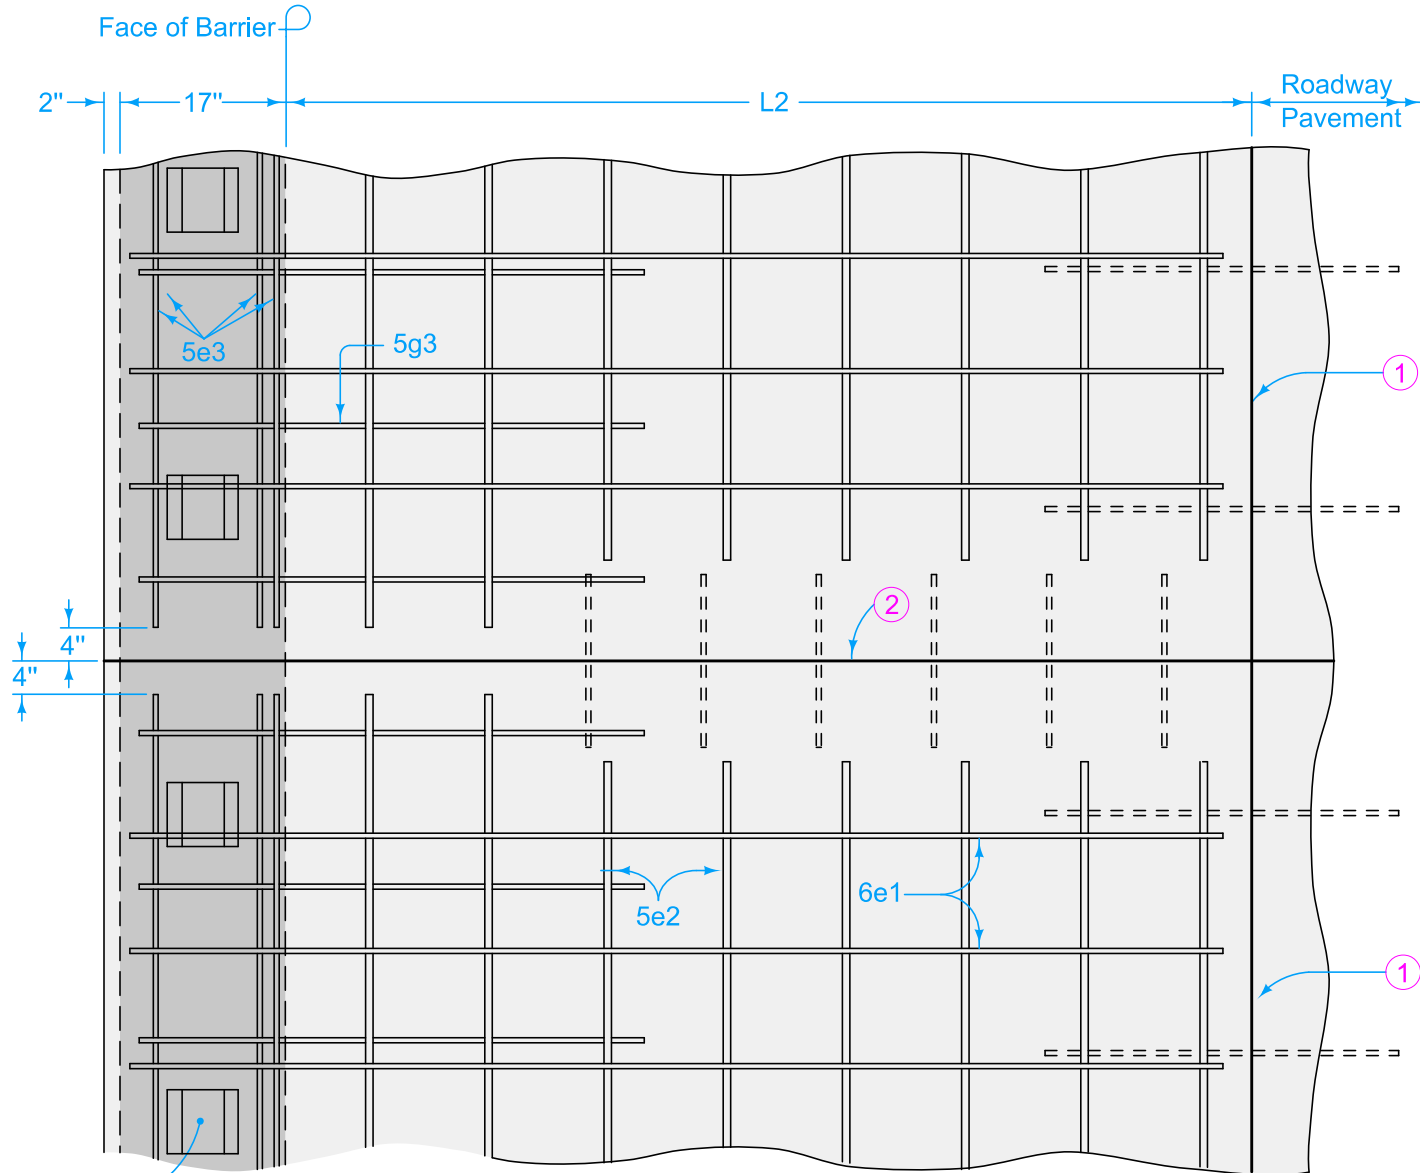 Face of Barrier
2"
17"
L2
Roadway
Pavement
5e3
5g3
1
2
4"
4"
5e2
6e1
1